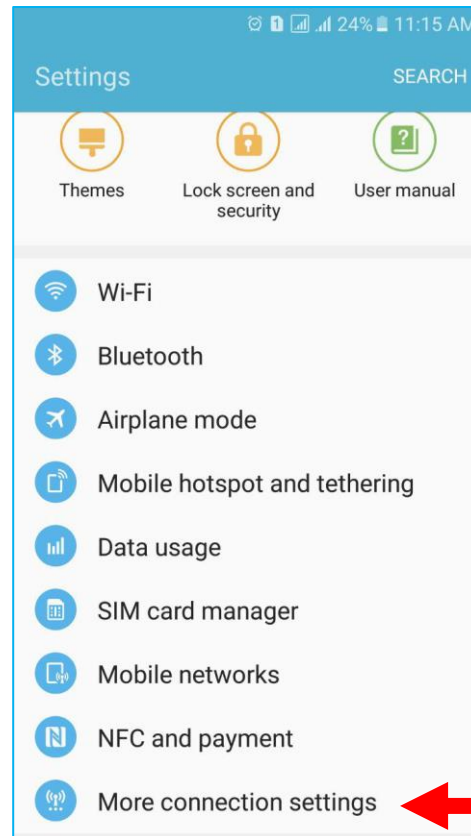 24% 11:15 AM
Settings SEARCH
Themes Lock screen and security User manual
Wi-Fi
Bluetooth
Airplane mode
Mobile hotspot and tethering
Data usage
SIM card manager
Mobile networks
NFC and payment
More connection settings